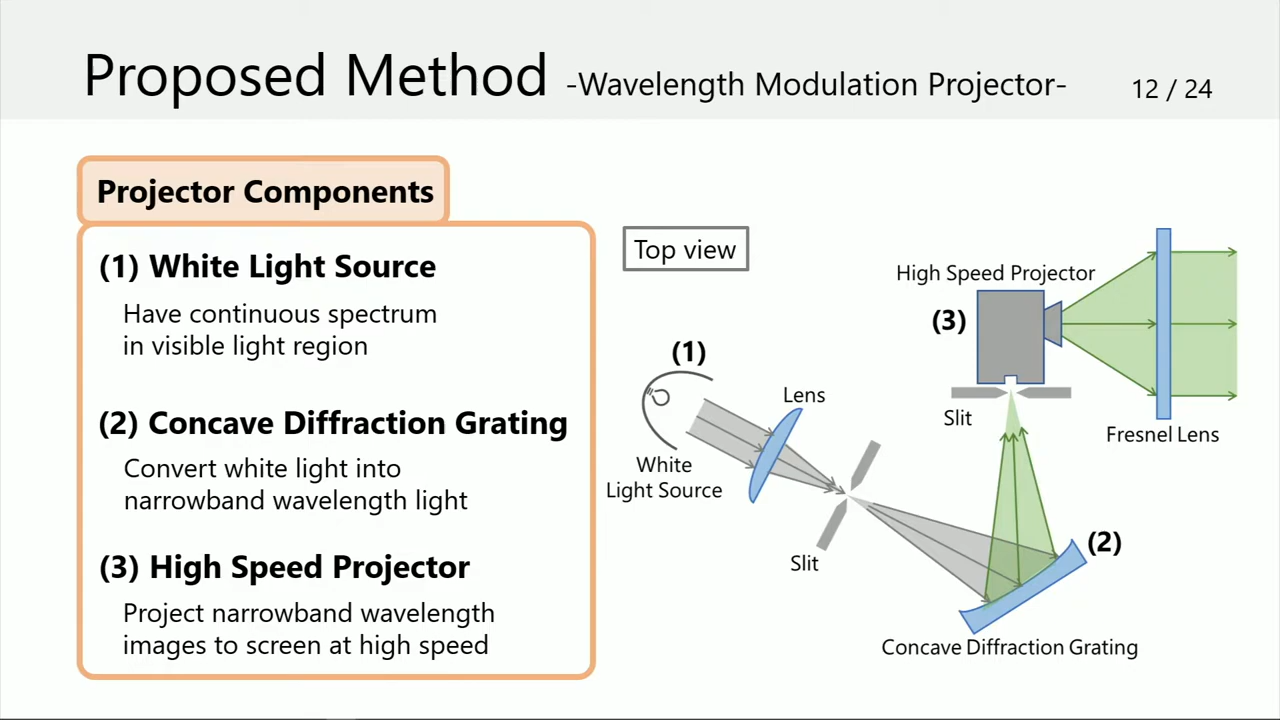 Proposed Method -Wavelength Modulation Projector- 12 / 24
Projector Components
(1) White Light Source
Have continuous spectrum
in visible light region
(2) Concave Diffraction Grating
Convert white light into
narrowband wavelength light
(3) High Speed Projector
Project narrowband wavelength
images to screen at high speed
Top view
(1)
White
Light Source
Lens
Slit
(2)
Concave Diffraction Grating
High Speed Projector
(3)
Slit
Fresnel Lens